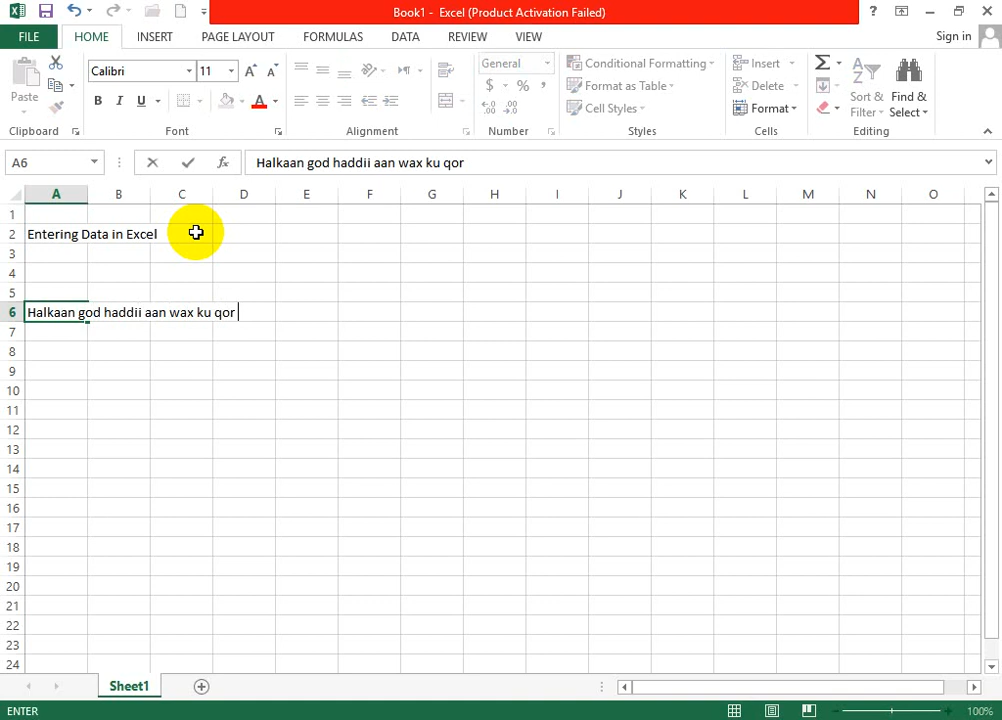 Book1 - Excel (Product Activation Failed)
FILE HOME INSERT PAGE LAYOUT FORMULAS DATA REVIEW VIEW Sign in
Calibri 11 General Conditional Formatting Insert
Paste Format as Table Delete Sort & Find &
B I U A $ % , Cell Styles Format Filter Select
Clipboard Font Alignment Number Styles Cells Editing
A6 fx Halkaan god haddii aan wax ku qor
A B C D E F G H I J K L M N O
1
2 Entering Data in Excel
3
4
5
6 Halkaan god haddii aan wax ku qor
7
8
9
10
11
12
13
14
15
16
17
18
19
20
21
22
23
24
Sheet1
ENTER 100%